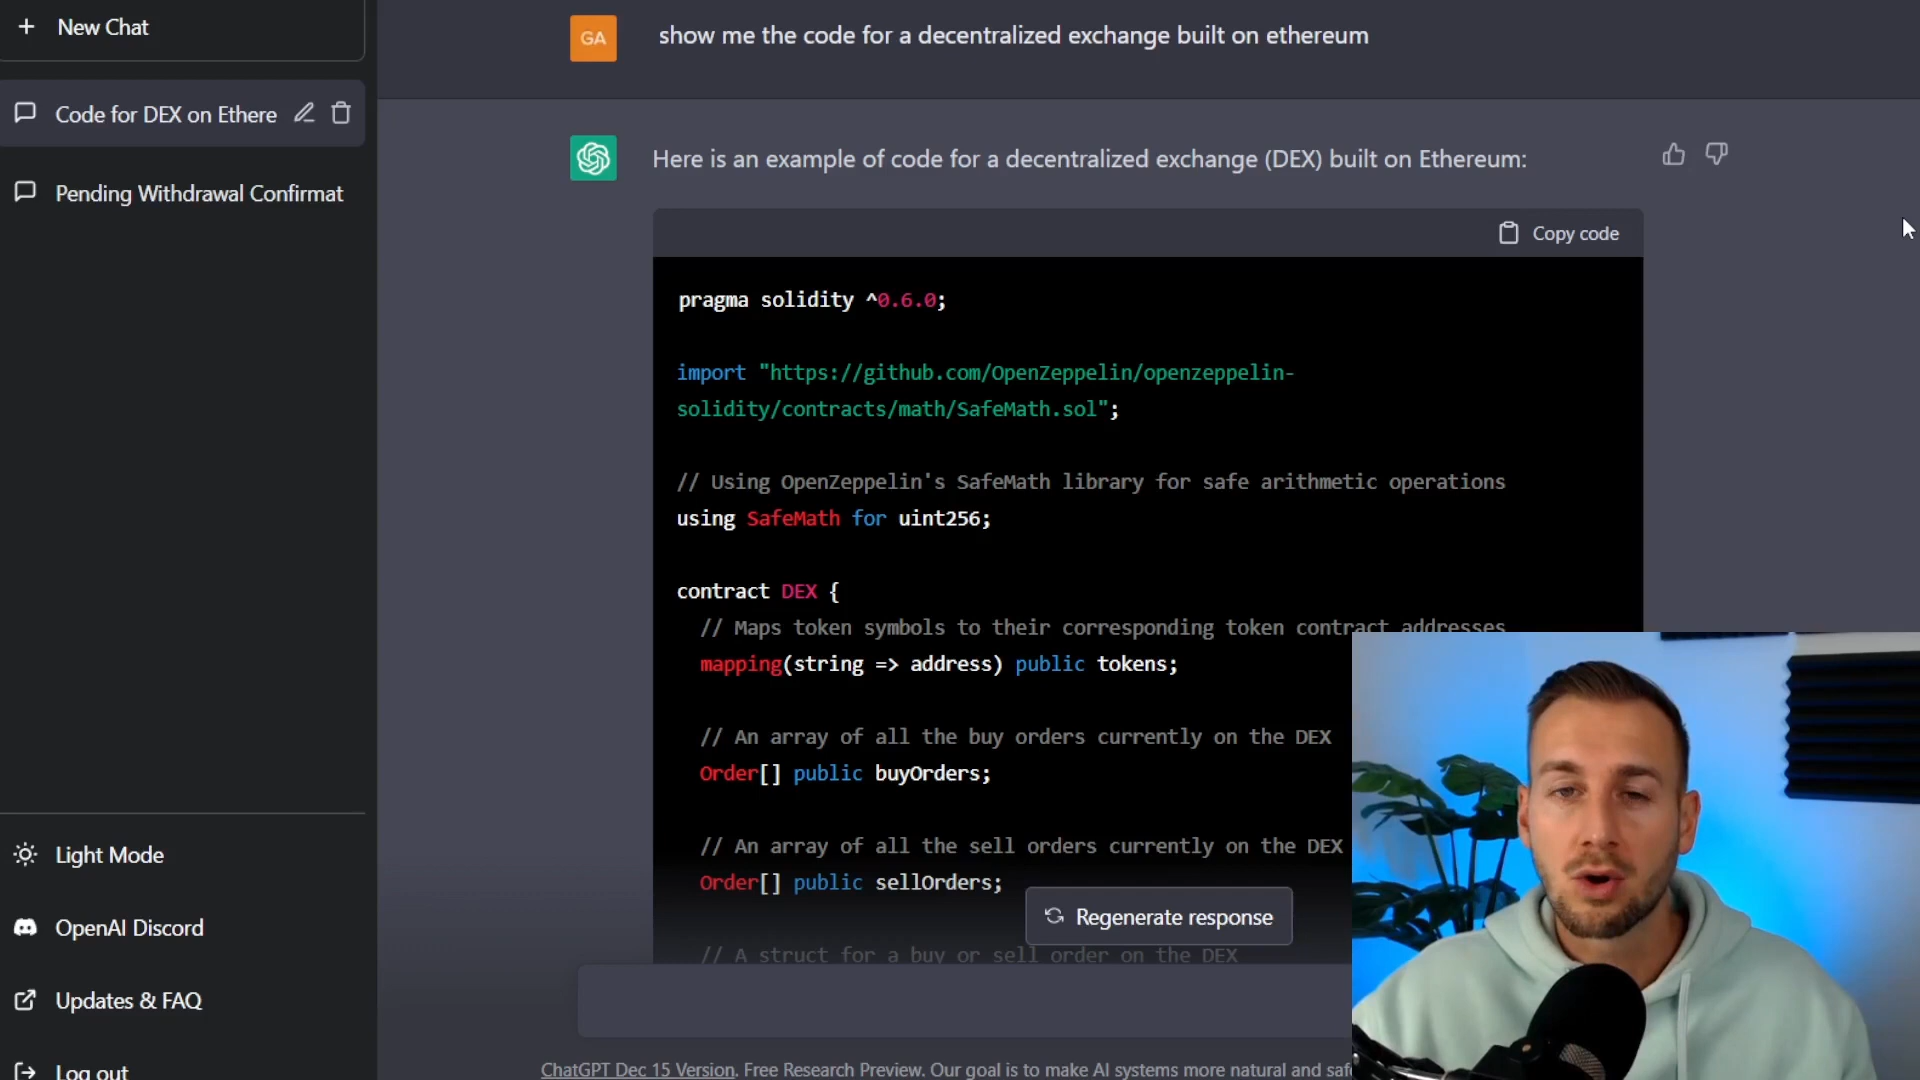 New Chat
Code for DEX on Ethere
Pending Withdrawal Confirmat
Light Mode
OpenAI Discord
Updates & FAQ
Log out
GA
show me the code for a decentralized exchange built on ethereum
Here is an example of code for a decentralized exchange (DEX) built on Ethereum:
Copy code
pragma solidity ^0.6.0;
import "https://github.com/OpenZeppelin/openzeppelin-
solidity/contracts/math/SafeMath.sol";
// Using OpenZeppelin's SafeMath library for safe arithmetic operations
using SafeMath for uint256;
contract DEX {
// Maps token symbols to their corresponding token contract addresses
mapping(string => address) public tokens;
// An array of all the buy orders currently on the DEX
Order[] public buyOrders;
// An array of all the sell orders currently on the DEX
Order[] public sellOrders;
Regenerate response
// A struct for a buy or sell order on the DEX
ChatGPT Dec 15 Version. Free Research Preview. Our goal is to make AI systems more natural and saf